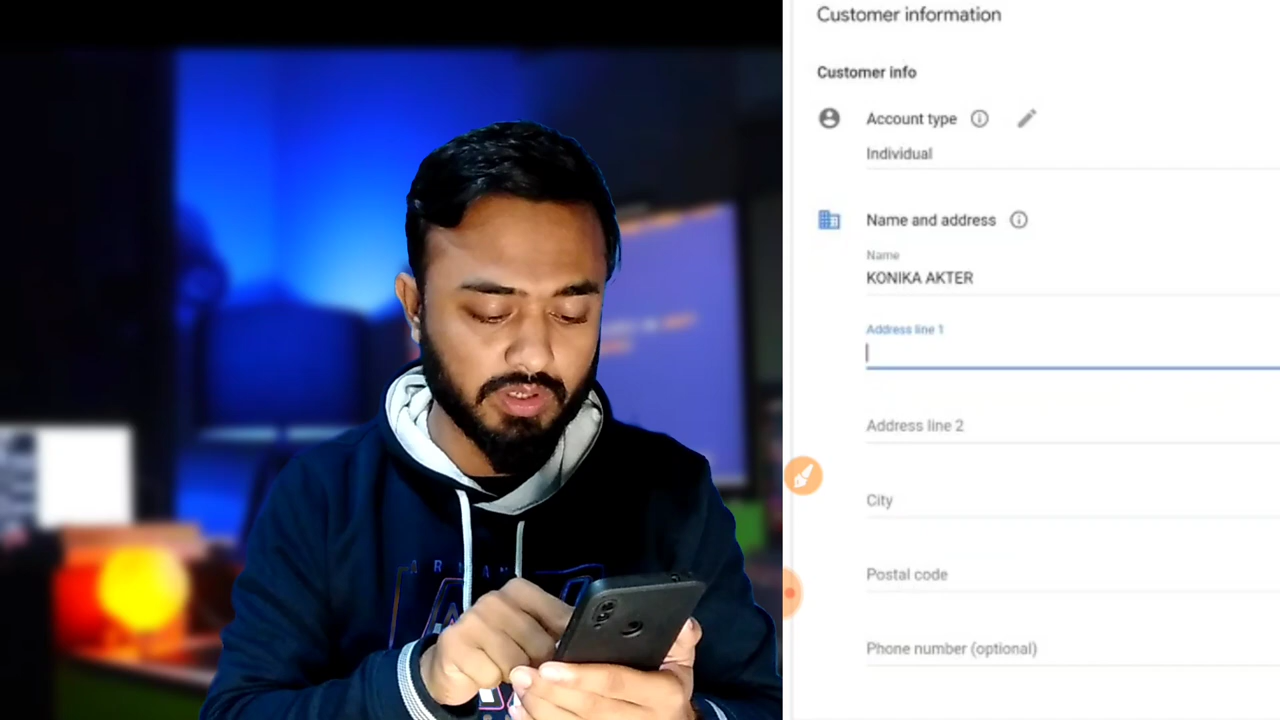 Customer information
Customer info
Account type
Individual
Name and address
Name
KONIKA AKTER
Address line 1
Address line 2
City
Postal code
Phone number (optional)